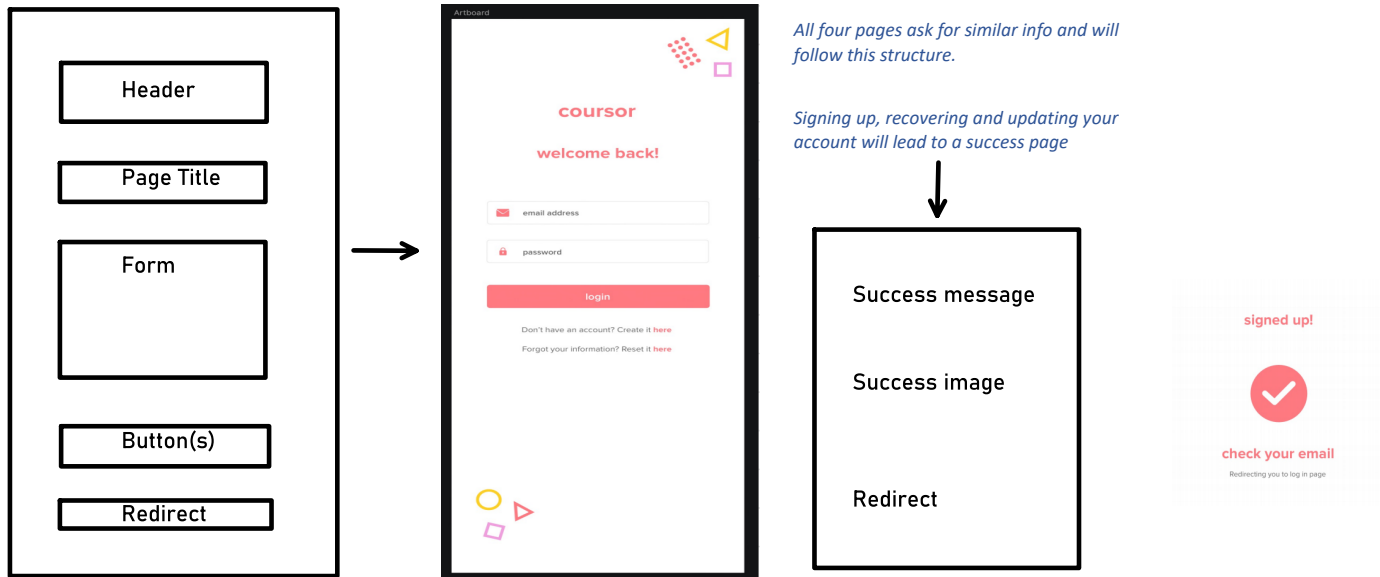 Header
Page Title
Form
Button(s)
Redirect
Artboard
coursor
welcome back!
email address
password
login
Don't have an account? Create it here
Forgot your information? Reset it here
All four pages ask for similar info and will
follow this structure.
Signing up, recovering and updating your
account will lead to a success page
Success message
Success image
Redirect
signed up!
check your email
Redirecting you to log in page